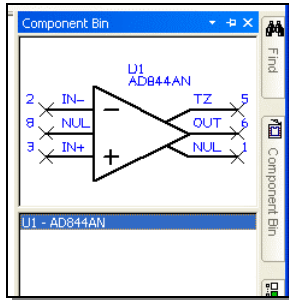 Component Bin
U1
AD844AN
2 IN- TZ 5
8 NUL OUT 6
3 IN+ NUL 1
U1 - AD844AN
Find
Component Bin